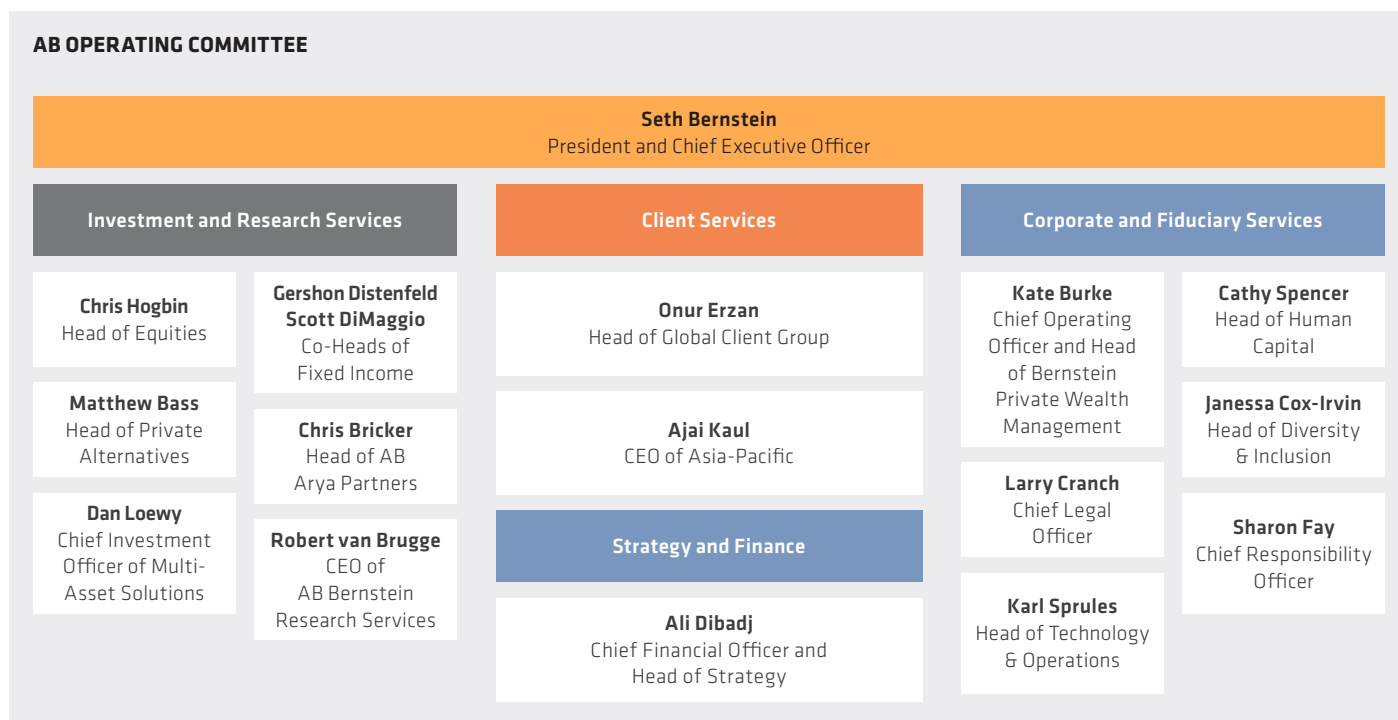 AB OPERATING COMMITTEE
Seth Bernstein
President and Chief Executive Officer
Investment and Research Services
Chris Hogbin
Head of Equities
Matthew Bass
Head of Private
Alternatives
Dan Loewy
Chief Investment
Officer of Multi-
Asset Solutions
Gershon Distenfeld
Scott DiMaggio
Co-Heads of
Fixed Income
Chris Bricker
Head of AB
Arya Partners
Robert van Brugge
CEO of
AB Bernstein
Research Services
Client Services
Onur Erzan
Head of Global Client Group
Ajai Kaul
CEO of Asia-Pacific
Strategy and Finance
Ali Dibadj
Chief Financial Officer and
Head of Strategy
Corporate and Fiduciary Services
Kate Burke
Chief Operating
Officer and Head
of Bernstein
Private Wealth
Management
Larry Cranch
Chief Legal
Officer
Karl Sprules
Head of Technology
& Operations
Cathy Spencer
Head of Human
Capital
Janessa Cox-Irvin
Head of Diversity
& Inclusion
Sharon Fay
Chief Responsibility
Officer